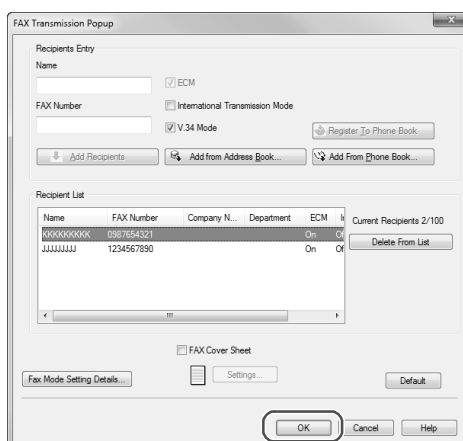 FAX Transmission Popup
Recipients Entry
Name
ECM
FAX Number
International Transmission Mode
V.34 Mode
Register To Phone Book
Add Recipients
Add from Address Book...
Add From Phone Book...
Recipient List
Name FAX Number Company N... Department ECM
Current Recipients 2/100
KKKKKKKKK 0987654321 On Of
JJJJJJJJJ 1234567890 On Of
Delete From List
FAX Cover Sheet
Fax Mode Setting Details...
Settings...
Default
OK
Cancel
Help